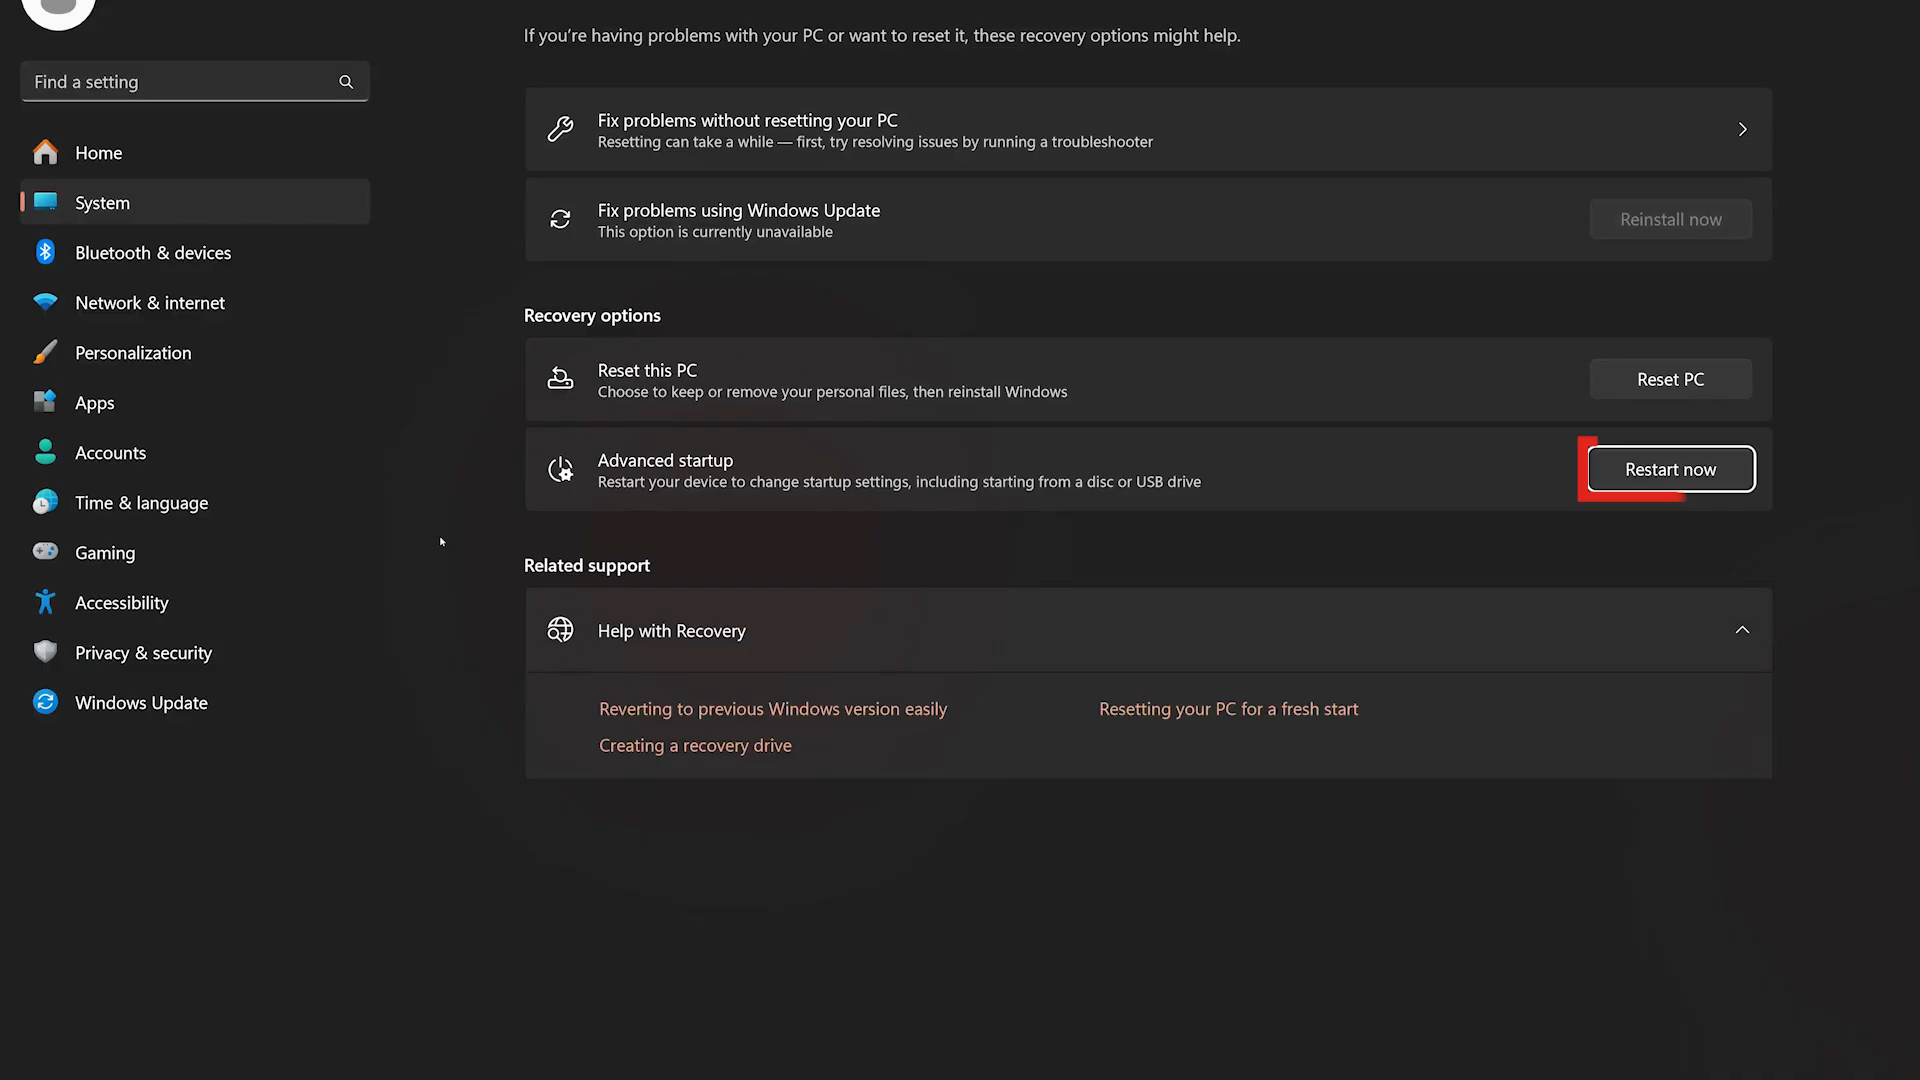 If you're having problems with your PC or want to reset it, these recovery options might help.
Find a setting
Home
System
Bluetooth & devices
Network & internet
Personalization
Apps
Accounts
Time & language
Gaming
Accessibility
Privacy & security
Windows Update
Fix problems without resetting your PC
Resetting can take a while — first, try resolving issues by running a troubleshooter
Fix problems using Windows Update
This option is currently unavailable
Reinstall now
Recovery options
Reset this PC
Choose to keep or remove your personal files, then reinstall Windows
Reset PC
Advanced startup
Restart your device to change startup settings, including starting from a disc or USB drive
Restart now
Related support
Help with Recovery
Reverting to previous Windows version easily
Resetting your PC for a fresh start
Creating a recovery drive